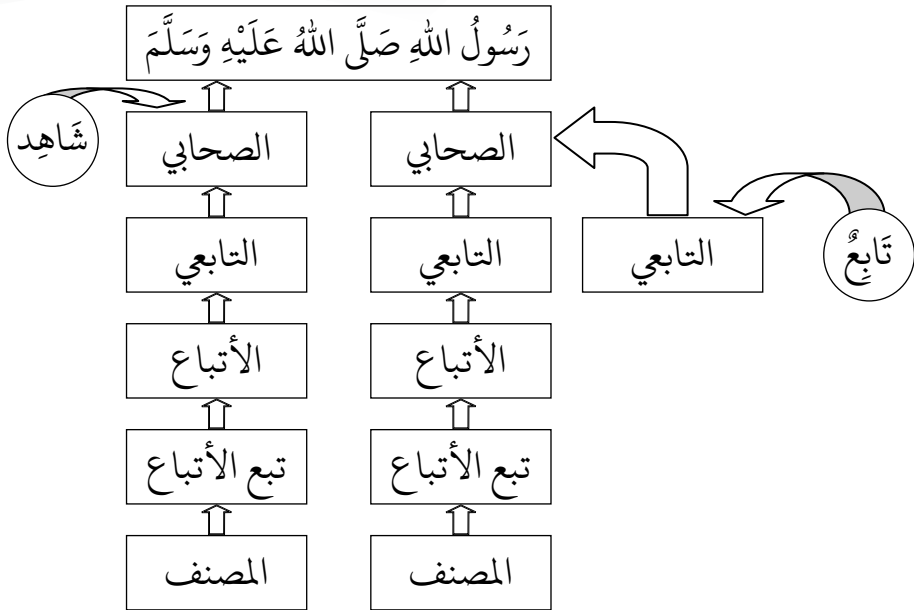 رَسُولُ اللهِ صَلَّى اللهُ عَلَيْهِ وَسَلَّمَ
الصحابي
الصحابي
شَاهِد
التابعي
التابعي
التابعي
تَابِعٌ
الأتباع
الأتباع
تبع الأتباع
تبع الأتباع
المصنف
المصنف